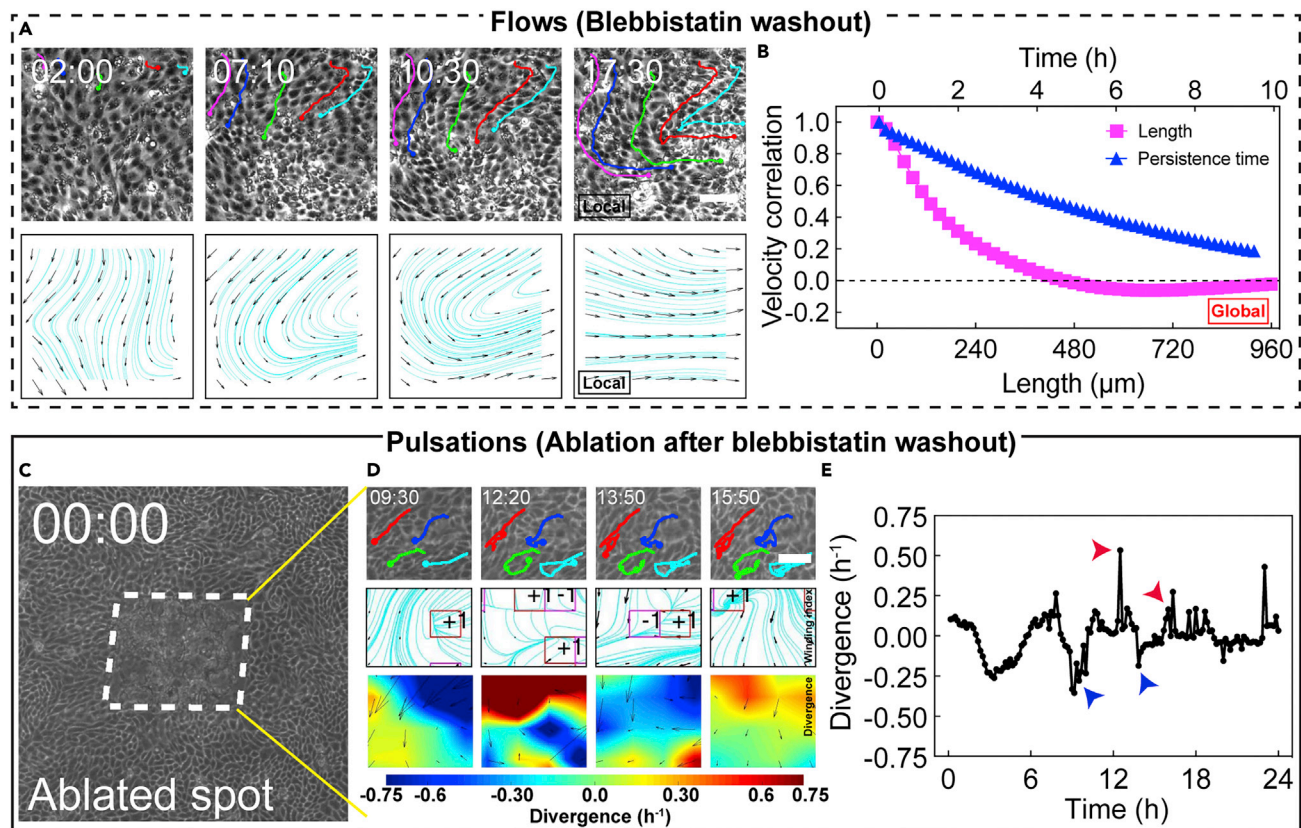 Flows (Blebbistatin washout)
A
02:00
07:10
10:30
17:30
Local
Local
B
Time (h)
0 2 4 6 8 10
Velocity correlation
1.0
0.8
0.6
0.4
0.2
0.0
-0.2
Length
Persistence time
Global
0 240 480 720 960
Length (µm)
Pulsations (Ablation after blebbistatin washout)
C
00:00
Ablated spot
D
09:30
12:20
13:50
15:50
+1
+1 -1
+1
-1 +1
+1
Winding index
Divergence
-0.75 -0.6 -0.30 0.0 0.30 0.60 0.75
Divergence (h-1)
E
Divergence (h-1)
0.75
0.50
0.25
0.00
-0.25
-0.50
-0.75
0 6 12 18 24
Time (h)